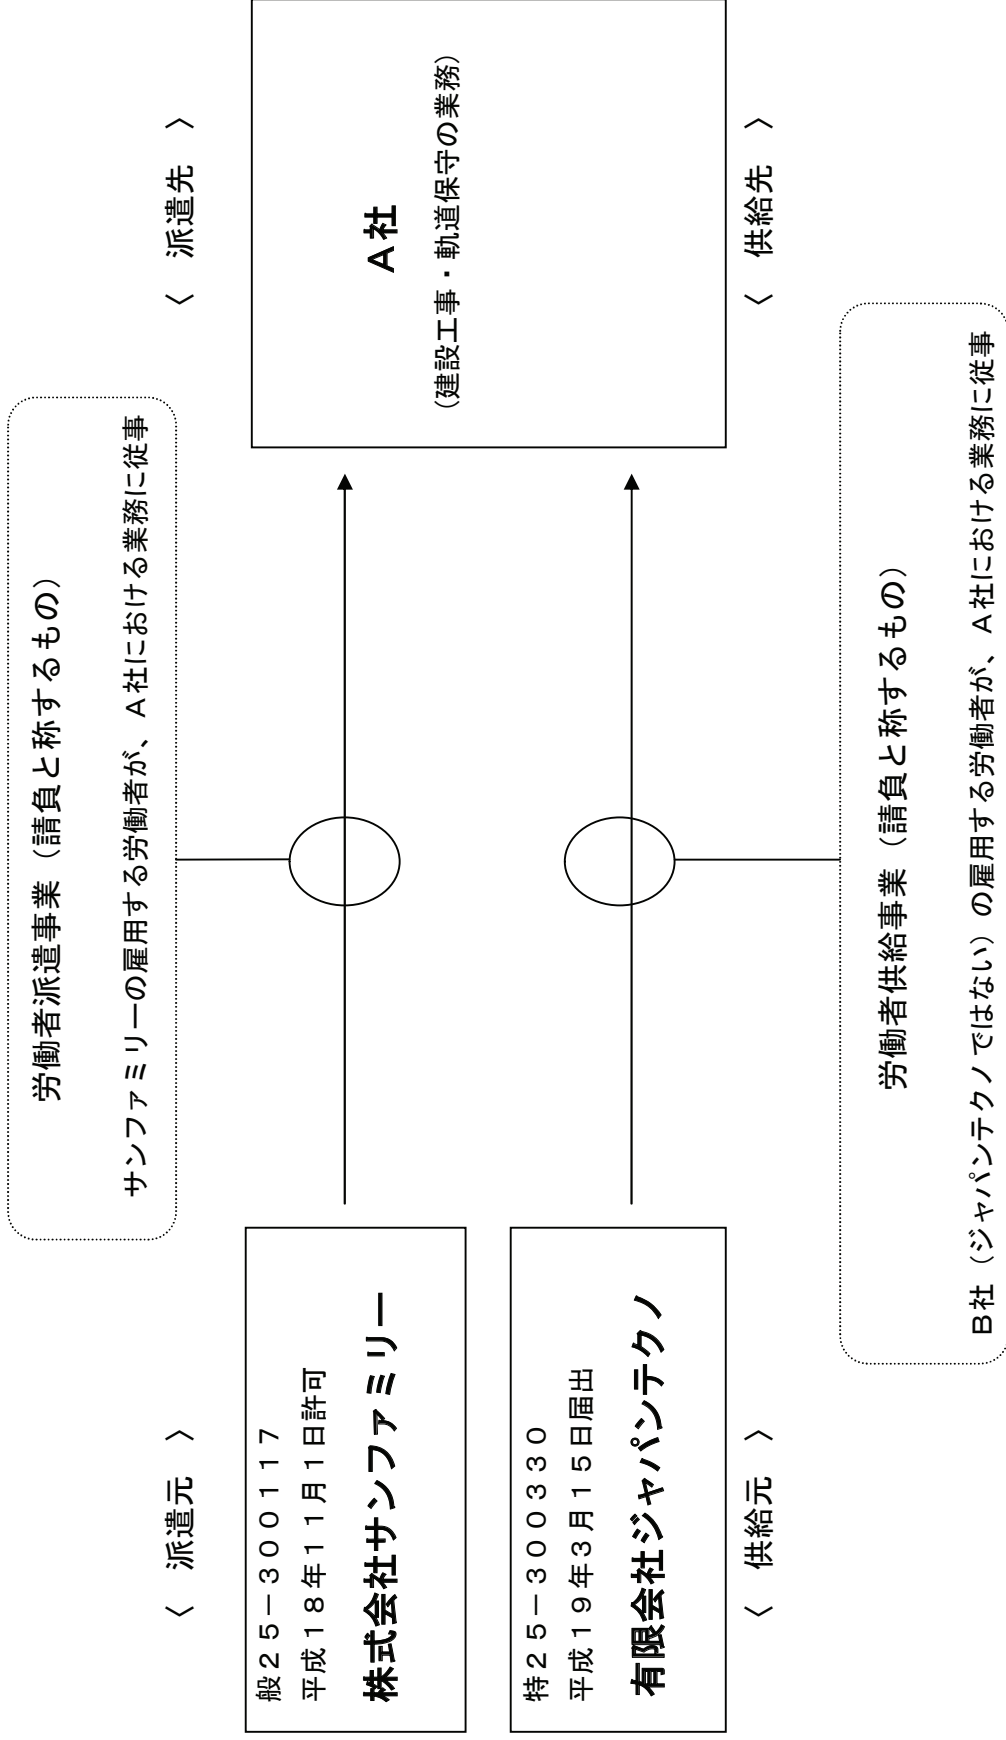 労働者派遣事業（請負と称するもの）
サンファミリーの雇用する労働者が、Ａ社における業務に従事
〈　派遣元　〉
〈　派遣先　〉
般２５－３００１１７
平成１８年１１月１日許可
株式会社サンファミリー
Ａ社
（建設工事・軌道保守の業務）
特２５－３００３３０
平成１９年３月１５日届出
有限会社ジャパンテクノ
〈　供給元　〉
〈　供給先　〉
労働者供給事業（請負と称するもの）
Ｂ社（ジャパンテクノではない）の雇用する労働者が、Ａ社における業務に従事